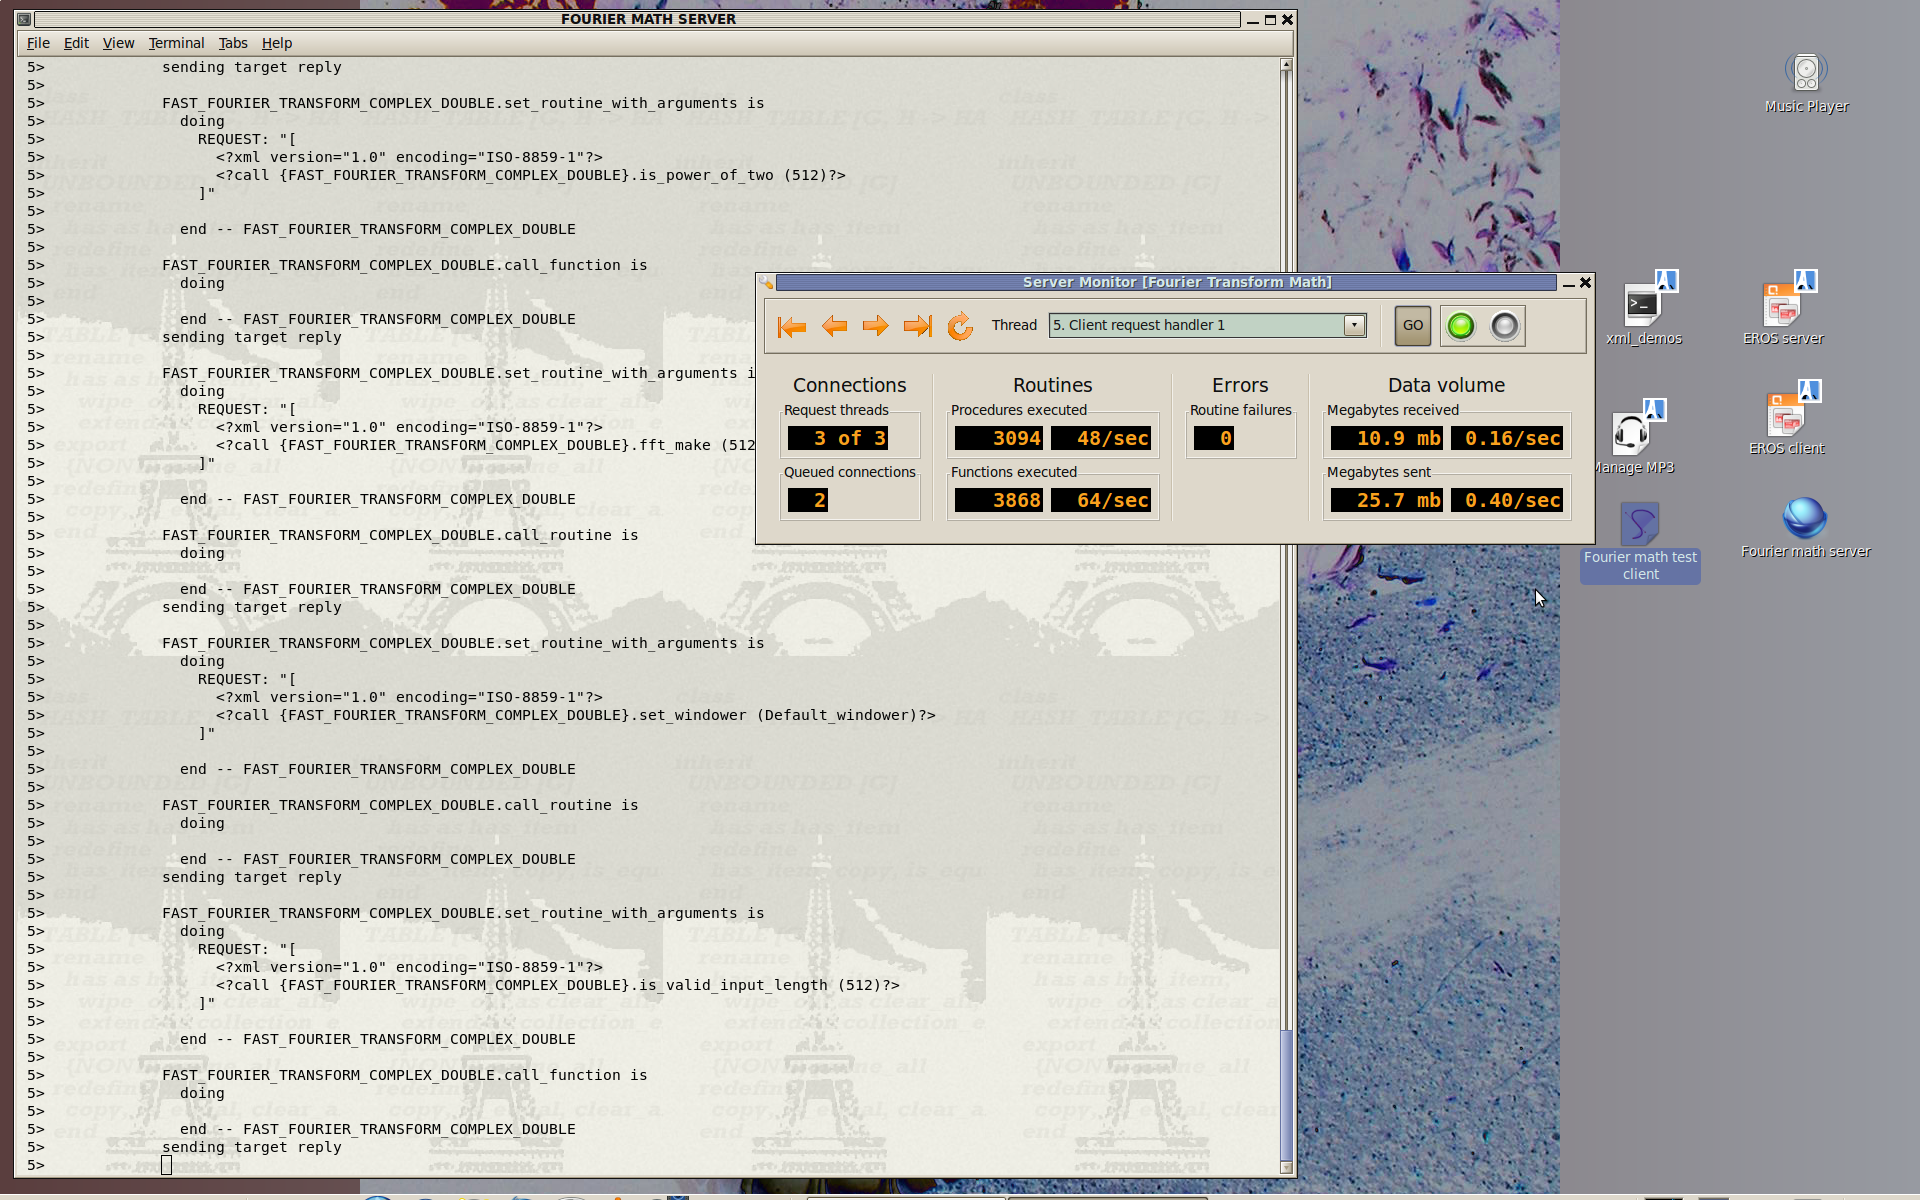 FOURIER MATH SERVER
File Edit View Terminal Tabs Help
5> sending target reply
5>
5> FAST_FOURIER_TRANSFORM_COMPLEX_DOUBLE.set_routine_with_arguments is
5> doing
5> REQUEST: "[
5> <?xml version="1.0" encoding="ISO-8859-1"?>
5> <?call {FAST_FOURIER_TRANSFORM_COMPLEX_DOUBLE}.is_power_of_two (512)?>
5> ]"
5>
5> end -- FAST_FOURIER_TRANSFORM_COMPLEX_DOUBLE
5>
5> FAST_FOURIER_TRANSFORM_COMPLEX_DOUBLE.call_function is
5> doing
5>
5> end -- FAST_FOURIER_TRANSFORM_COMPLEX_DOUBLE
5> sending target reply
5>
5> FAST_FOURIER_TRANSFORM_COMPLEX_DOUBLE.set_routine_with_arguments i
5> doing
5> REQUEST: "[
5> <?xml version="1.0" encoding="ISO-8859-1"?>
5> <?call {FAST_FOURIER_TRANSFORM_COMPLEX_DOUBLE}.fft_make (512
5> ]"
5>
5> end -- FAST_FOURIER_TRANSFORM_COMPLEX_DOUBLE
5>
5> FAST_FOURIER_TRANSFORM_COMPLEX_DOUBLE.call_routine is
5> doing
5>
5> end -- FAST_FOURIER_TRANSFORM_COMPLEX_DOUBLE
5> sending target reply
5>
5> FAST_FOURIER_TRANSFORM_COMPLEX_DOUBLE.set_routine_with_arguments is
5> doing
5> REQUEST: "[
5> <?xml version="1.0" encoding="ISO-8859-1"?>
5> <?call {FAST_FOURIER_TRANSFORM_COMPLEX_DOUBLE}.set_windower (Default_windower)?>
5> ]"
5>
5> end -- FAST_FOURIER_TRANSFORM_COMPLEX_DOUBLE
5>
5> FAST_FOURIER_TRANSFORM_COMPLEX_DOUBLE.call_routine is
5> doing
5>
5> end -- FAST_FOURIER_TRANSFORM_COMPLEX_DOUBLE
5> sending target reply
5>
5> FAST_FOURIER_TRANSFORM_COMPLEX_DOUBLE.set_routine_with_arguments is
5> doing
5> REQUEST: "[
5> <?xml version="1.0" encoding="ISO-8859-1"?>
5> <?call {FAST_FOURIER_TRANSFORM_COMPLEX_DOUBLE}.is_valid_input_length (512)?>
5> ]"
5>
5> end -- FAST_FOURIER_TRANSFORM_COMPLEX_DOUBLE
5>
5> FAST_FOURIER_TRANSFORM_COMPLEX_DOUBLE.call_function is
5> doing
5>
5> end -- FAST_FOURIER_TRANSFORM_COMPLEX_DOUBLE
5> sending target reply
5>
Server Monitor [Fourier Transform Math]
Thread 5. Client request handler 1 GO
Connections Routines Errors Data volume
Request threads Procedures executed Routine failures Megabytes received
3 of 3 3094 48/sec 0 10.9 mb 0.16/sec
Queued connections Functions executed Megabytes sent
2 3868 64/sec 25.7 mb 0.40/sec
Music Player
xml_demos
EROS server
Manage MP3
EROS client
Fourier math test
client
Fourier math server